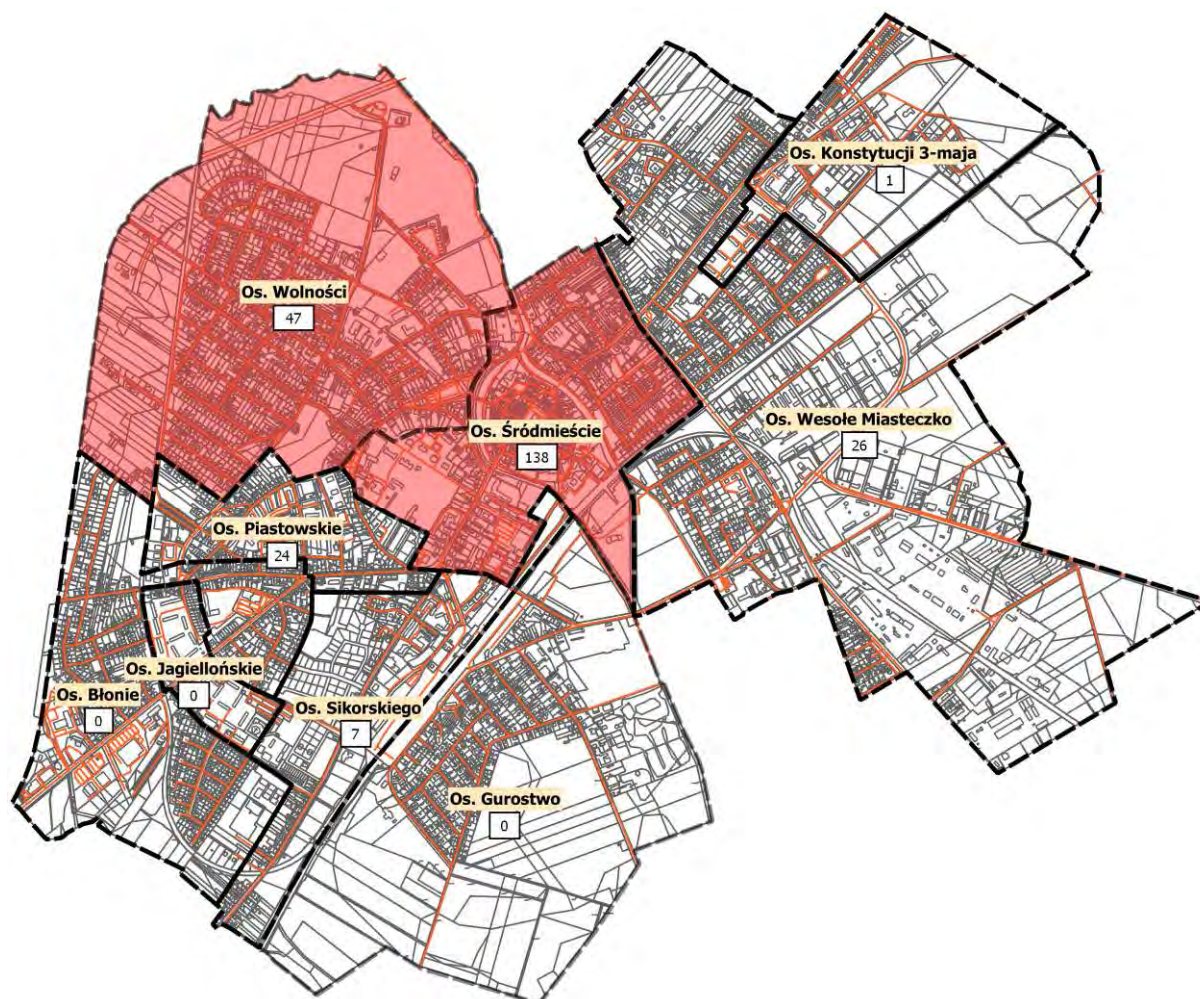 Os. Konstytucji 3-maja
1
Os. Wolności
47
Os. Śródmieście
138
Os. Wesołe Miasteczko
26
Os. Piastowskie
24
Os. Jagiellońskie
0
Os. Błonie
0
Os. Sikorskiego
7
Os. Gurostwo
0